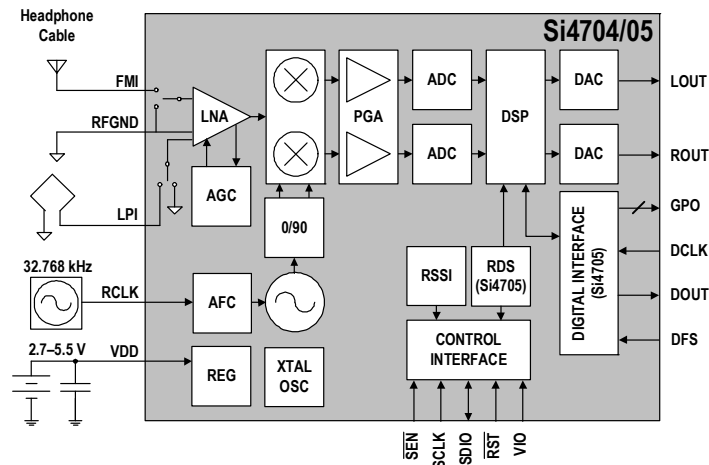 Headphone
Cable
Si4704/05
FMI
RFGND
LPI
LNA
AGC
0/90
PGA
ADC
ADC
DSP
DAC
DAC
LOUT
ROUT
GPO
DCLK
DOUT
DFS
DIGITAL INTERFACE
(Si4705)
32.768 kHz
RCLK
AFC
RSSI
RDS
(Si4705)
CONTROL
INTERFACE
2.7–5.5 V
VDD
REG
XTAL
OSC
SEN
SCLK
SDIO
RST
VIO